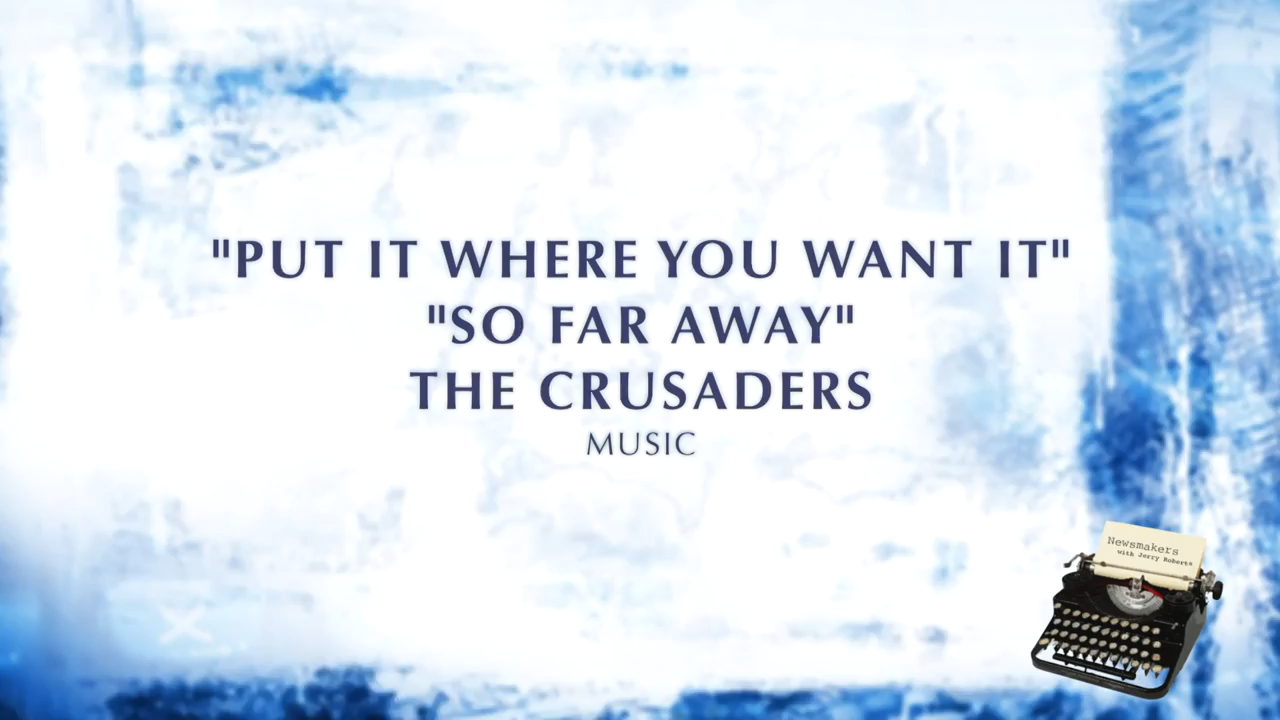 "PUT IT WHERE YOU WANT IT"
"SO FAR AWAY"
THE CRUSADERS
MUSIC
Newsmakers
with Jerry Roberts